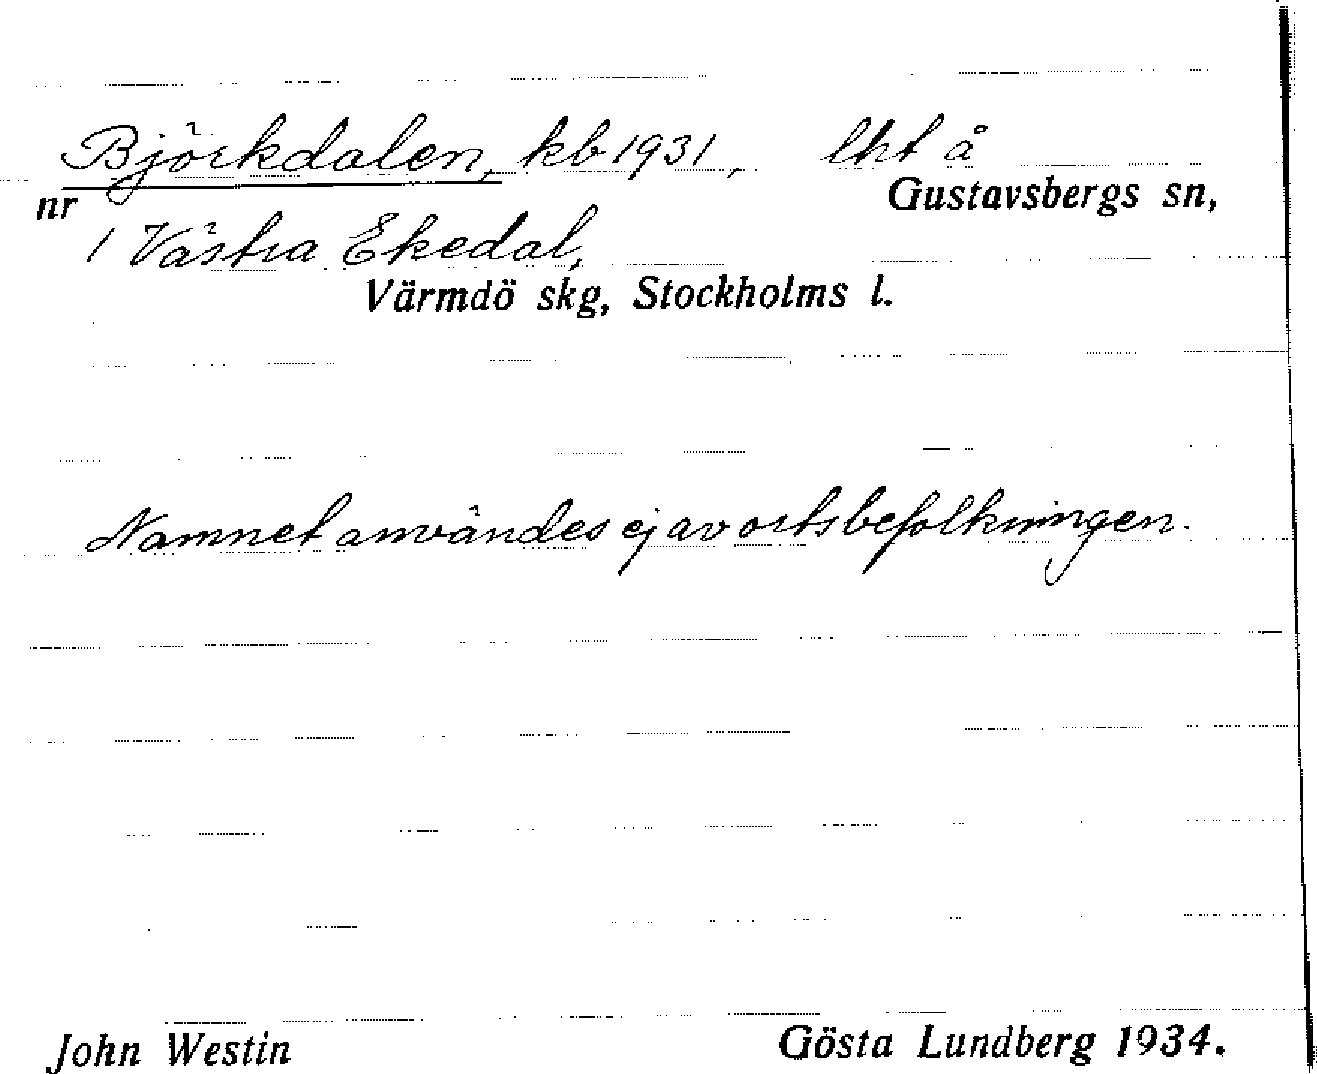 Björkdalen, kb 1931, lht å
nr Gustavsbergs sn,
1 Västra Ekedal,
Värmdö skg, Stockholms l.
Namnet användes ej av ortsbefolkningen.
John Westin Gösta Lundberg 1934.